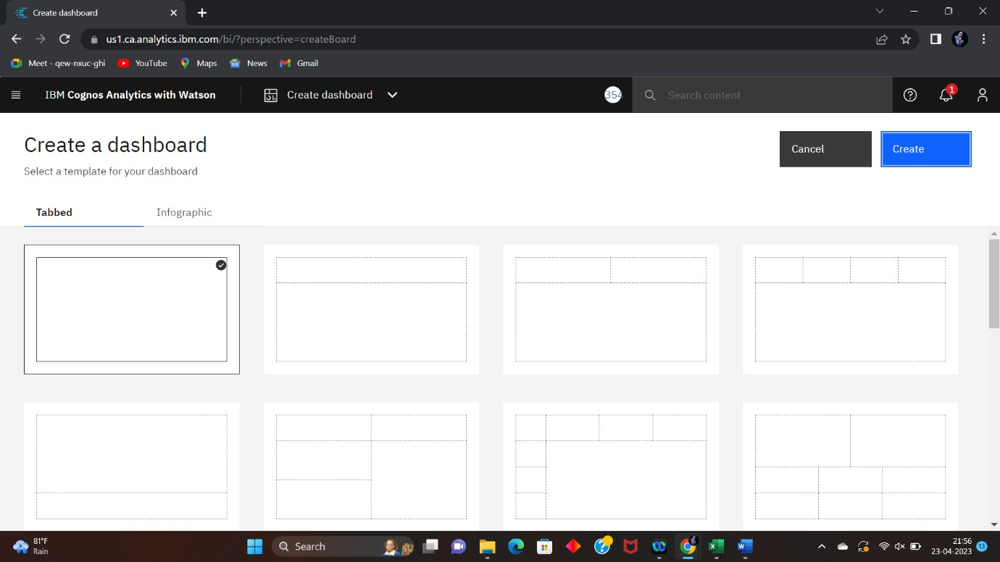 Create dashboard
us1.ca.analytics.ibm.com/bi/?perspective=createBoard
Meet - qew-nxuc-ghi YouTube Maps News Gmail
IBM Cognos Analytics with Watson Create dashboard 354 Search content 1
Create a dashboard
Cancel Create
Select a template for your dashboard
Tabbed Infographic
81°F
Rain
Search
21:56
23-04-2023 13